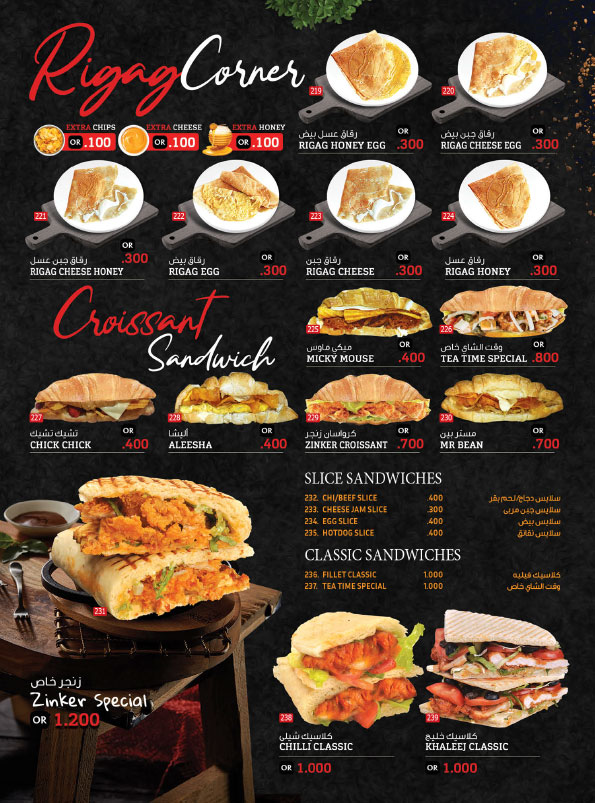 Rigag Corner
EXTRA CHIPS
OR .100
EXTRA CHEESE
OR .100
EXTRA HONEY
OR .100
219
رقاق عسل بيض
RIGAG HONEY EGG
OR
.300
220
رقاق جبن بيض
RIGAG CHEESE EGG
OR
.300
221
رقاق جبن عسل
RIGAG CHEESE HONEY
OR
.300
222
رقاق بيض
RIGAG EGG
OR
.300
223
رقاق جبن
RIGAG CHEESE
OR
.300
224
رقاق جبن عسل
RIGAG HONEY
OR
.300
Croissant
Sandwich
225
ميكي ماوس
MICKY MOUSE
OR
.400
226
وقت الشاي خاص
TEA TIME SPECIAL
OR
.800
227
تشيك تشيك
CHICK CHICK
OR
.400
228
أليشا
ALEESHA
OR
.400
229
كرواسان زنجر
ZINKER CROISSANT
OR
.700
230
مستر بين
MR BEAN
OR
.700
SLICE SANDWICHES
232. CHI/BEEF SLICE .400 سلايس دجاج/لحم بقر
233. CHEESE JAM SLICE .300 سلايس جبن مربى
234. EGG SLICE .400 سلايس بيض
235. HOTDOG SLICE .400 سلايس نقانق
CLASSIC SANDWICHES
236. FILLET CLASSIC 1.000 كلاسيك فيليه
237. TEA TIME SPECIAL 1.000 وقت الشاي خاص
231
زنجر خاص
Zinker Special
OR 1.200
238
كلاسيك شيلي
CHILLI CLASSIC
OR 1.000
239
كلاسيك خليج
KHALEEJ CLASSIC
OR 1.000